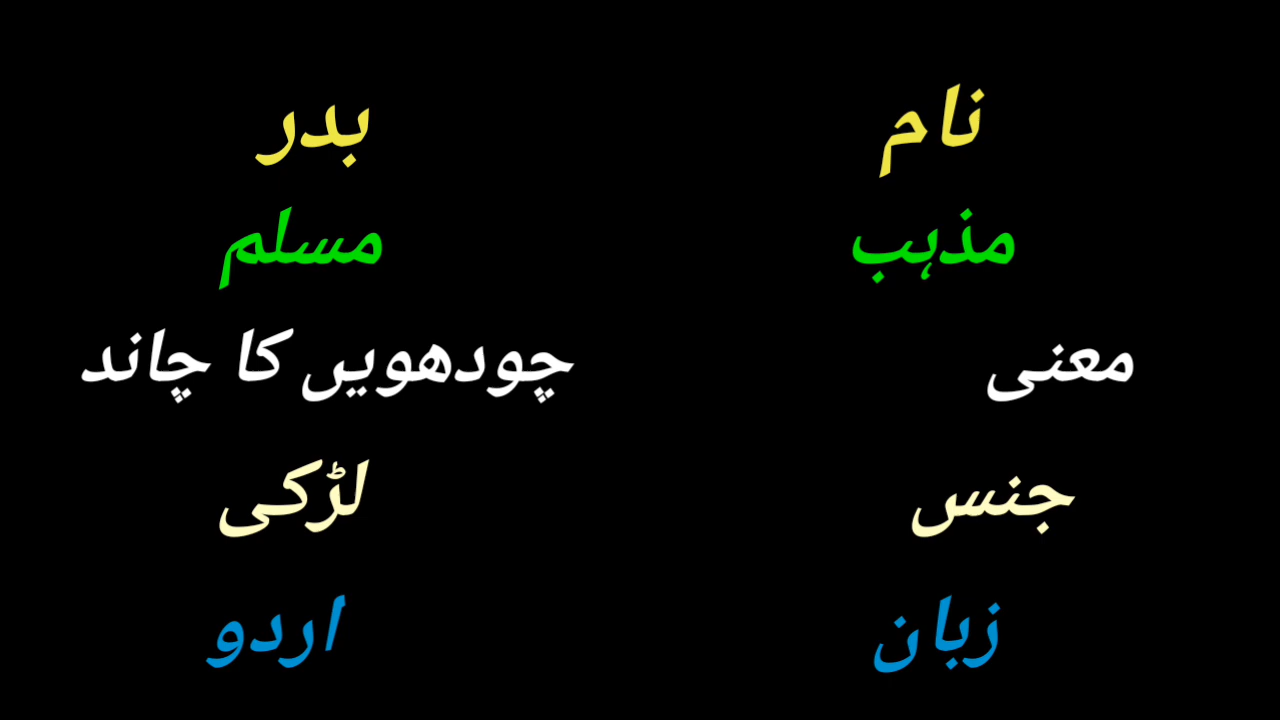 نام بدر
مذہب مسلم
معنی چودھویں کا چاند
جنس لڑکی
زبان اردو